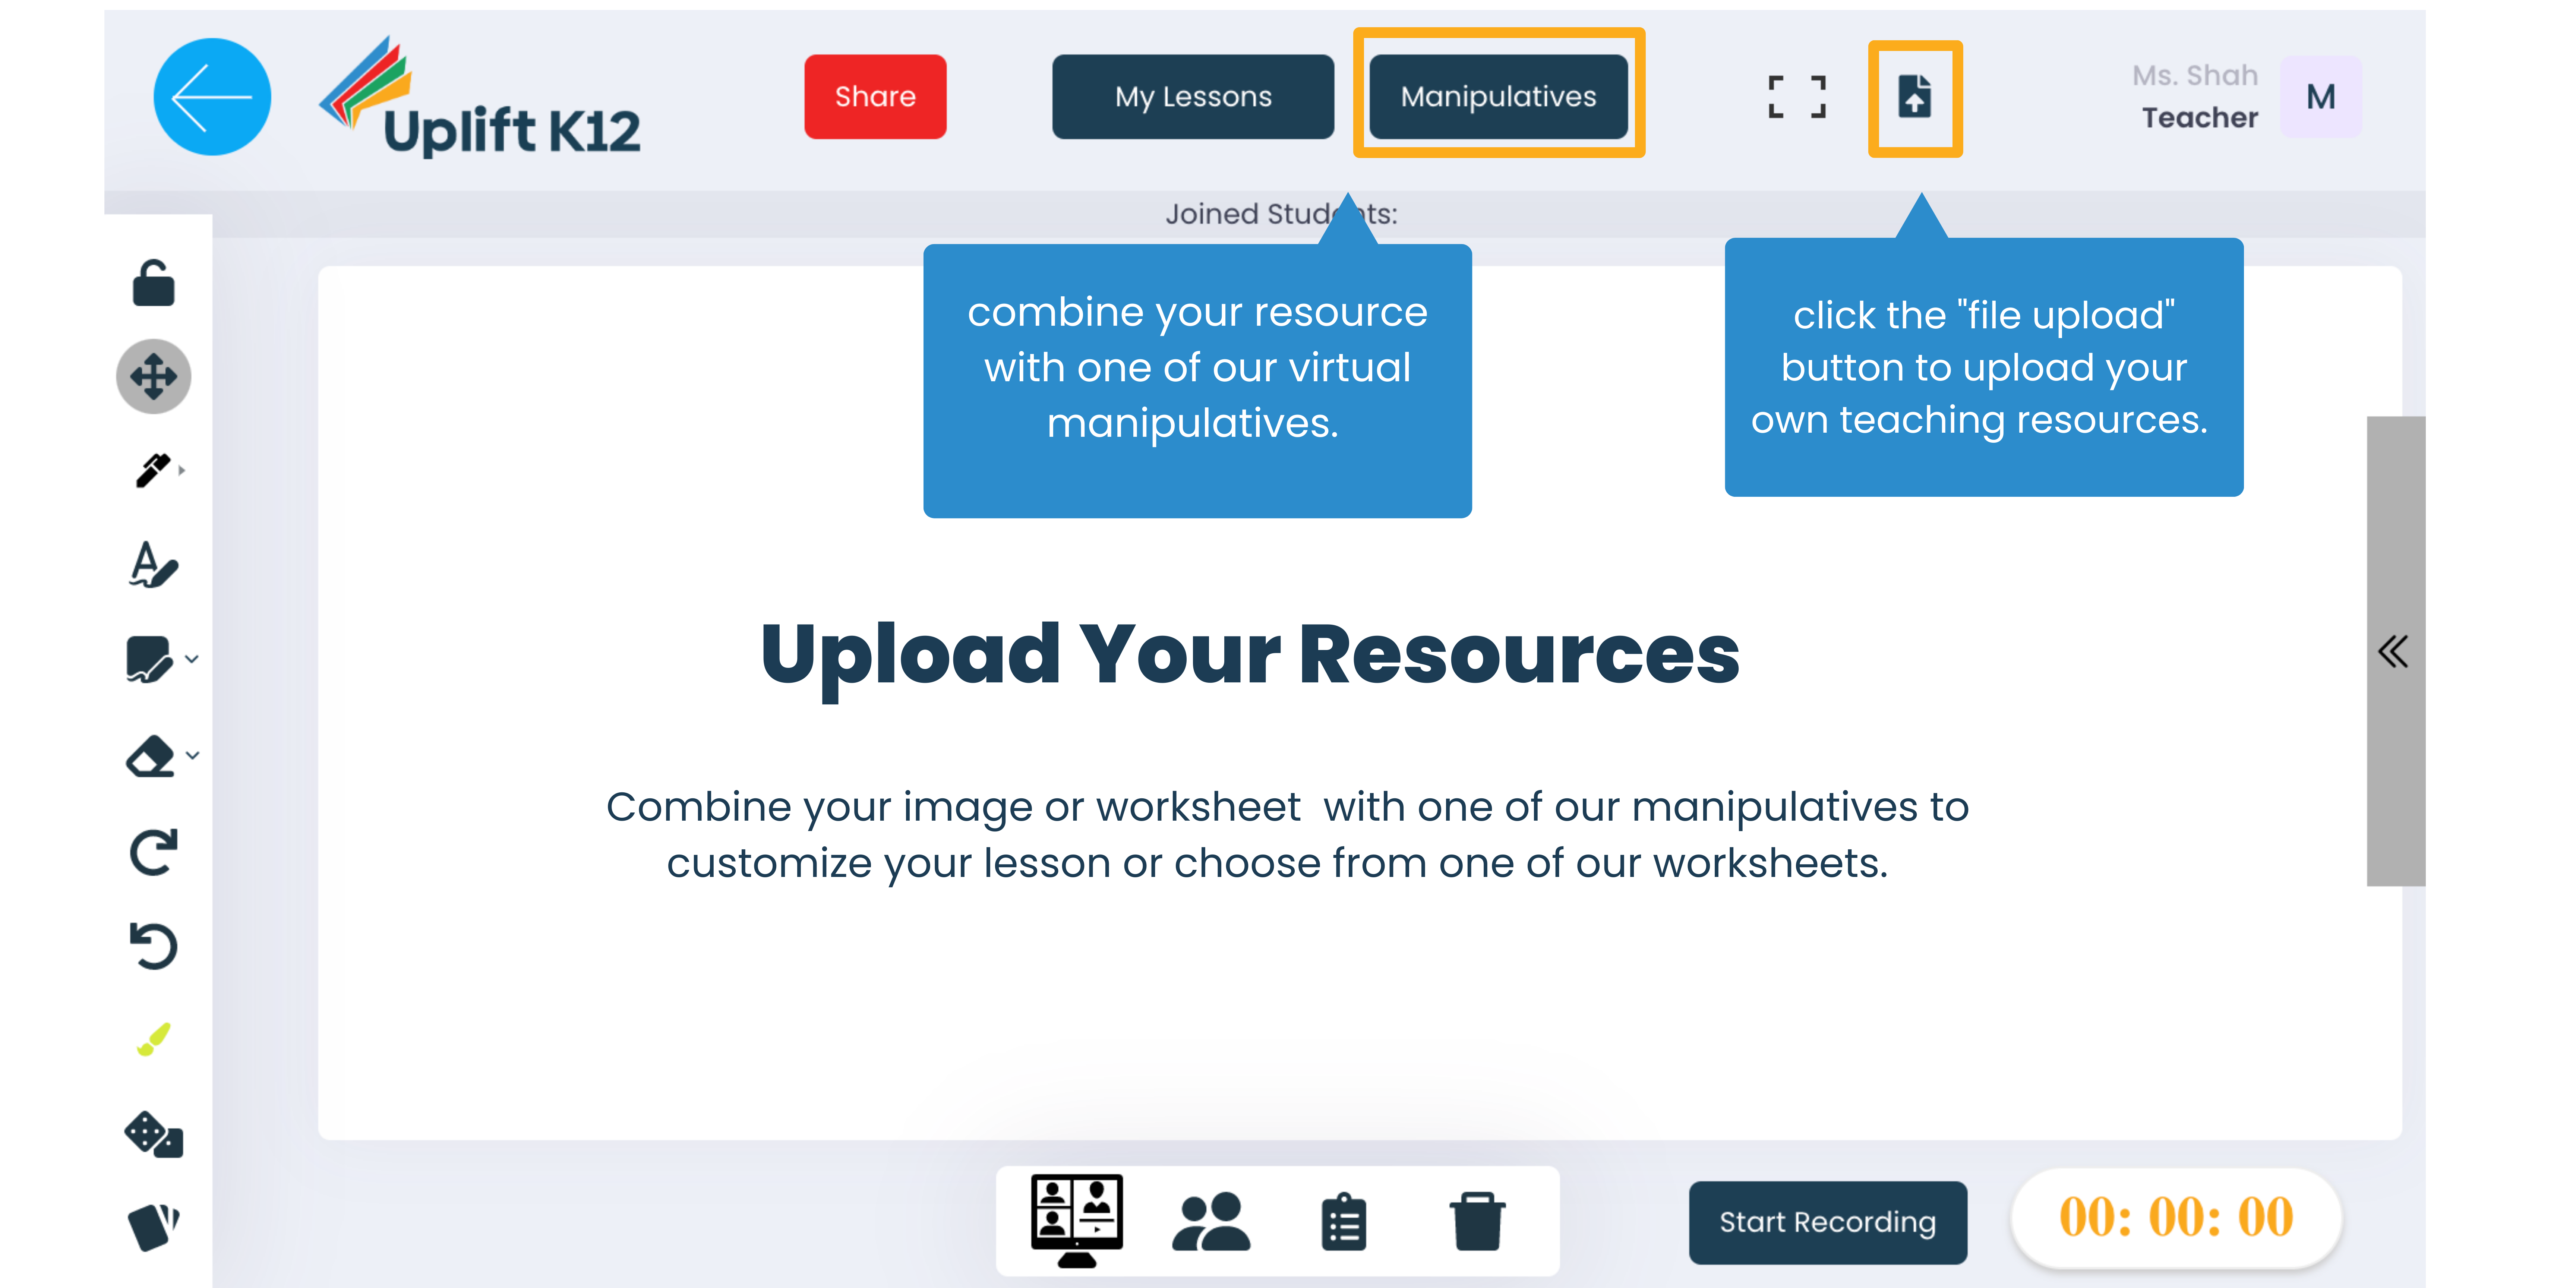 Uplift K12
Share
My Lessons
Manipulatives
Ms. Shah
Teacher
M
Joined Students:
combine your resource
with one of our virtual
manipulatives.
click the "file upload"
button to upload your
own teaching resources.
Upload Your Resources
Combine your image or worksheet  with one of our manipulatives to
customize your lesson or choose from one of our worksheets.
Start Recording
00: 00: 00